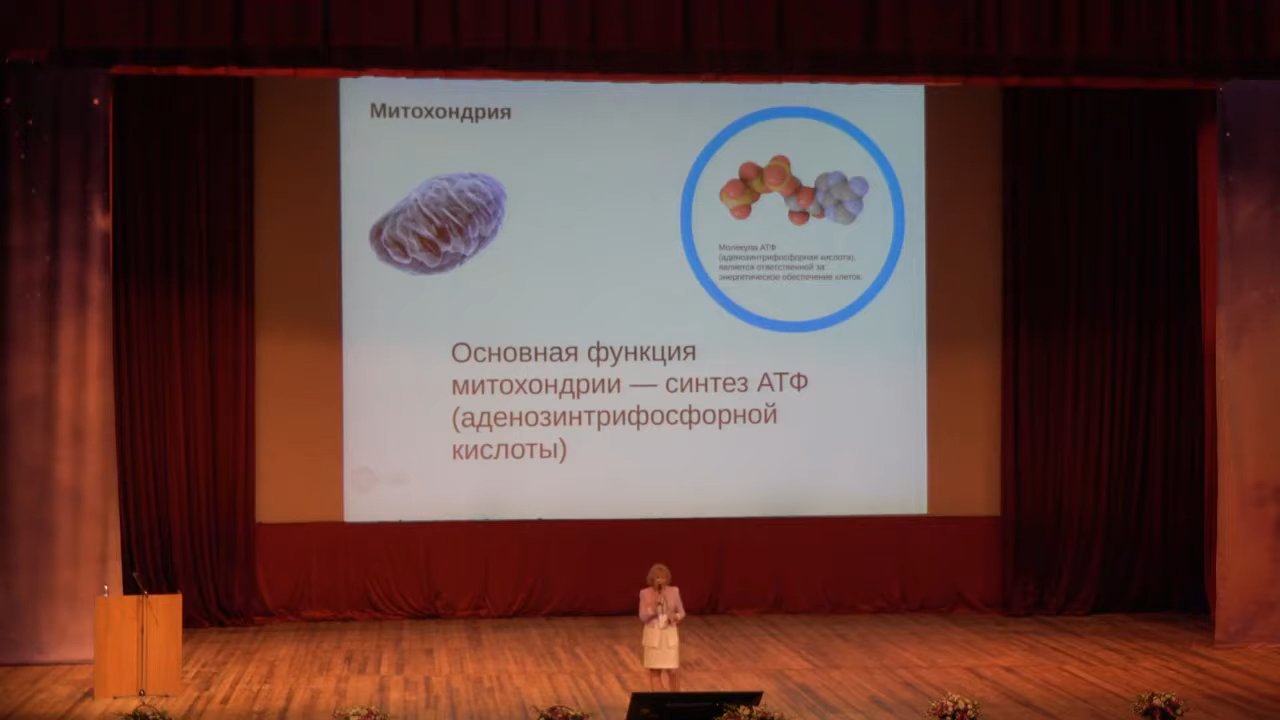 Митохондрия
Молекула АТФ
(аденозинтрифосфорная кислота),
является ответственной за
энергетическое обеспечение клеток.
Основная функция
митохондрии — синтез АТФ
(аденозинтрифосфорной
кислоты)